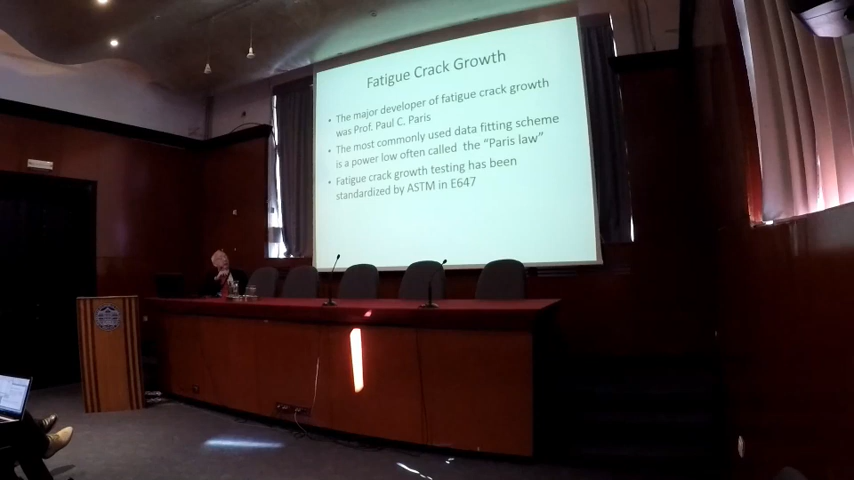 Fatigue Crack Growth
• The major developer of fatigue crack growth
was Prof. Paul C. Paris
• The most commonly used data fitting scheme
is a power low often called the “Paris law”
• Fatigue crack growth testing has been
standardized by ASTM in E647